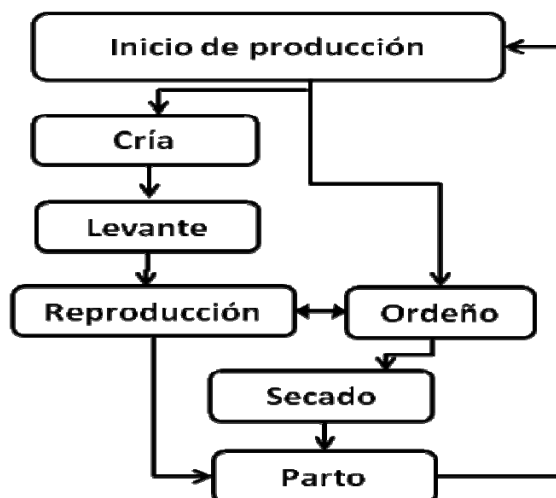 Inicio de producción
Cría
Levante
Reproducción
Ordeño
Secado
Parto